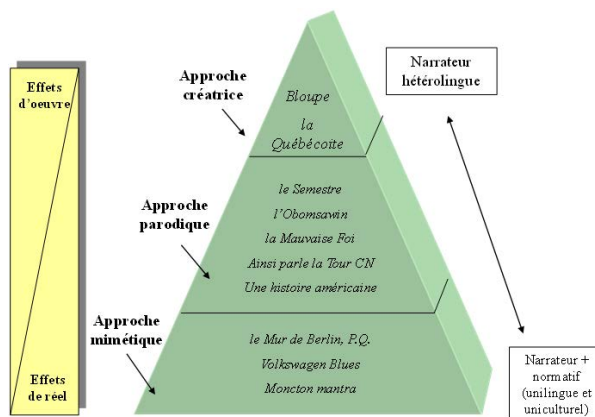 Effets
d'oeuvre
Effets
de réel
Approche
créatrice
Approche
parodique
Approche
mimétique
Bloupe
la
Québécoite
le Semestre
l'Obomsawin
la Mauvaise Foi
Ainsi parle la Tour CN
Une histoire américaine
le Mur de Berlin, P.Q.
Volkswagen Blues
Moncton mantra
Narrateur
hétérolingue
Narrateur +
normatif
(unilingue et
uniculturel)